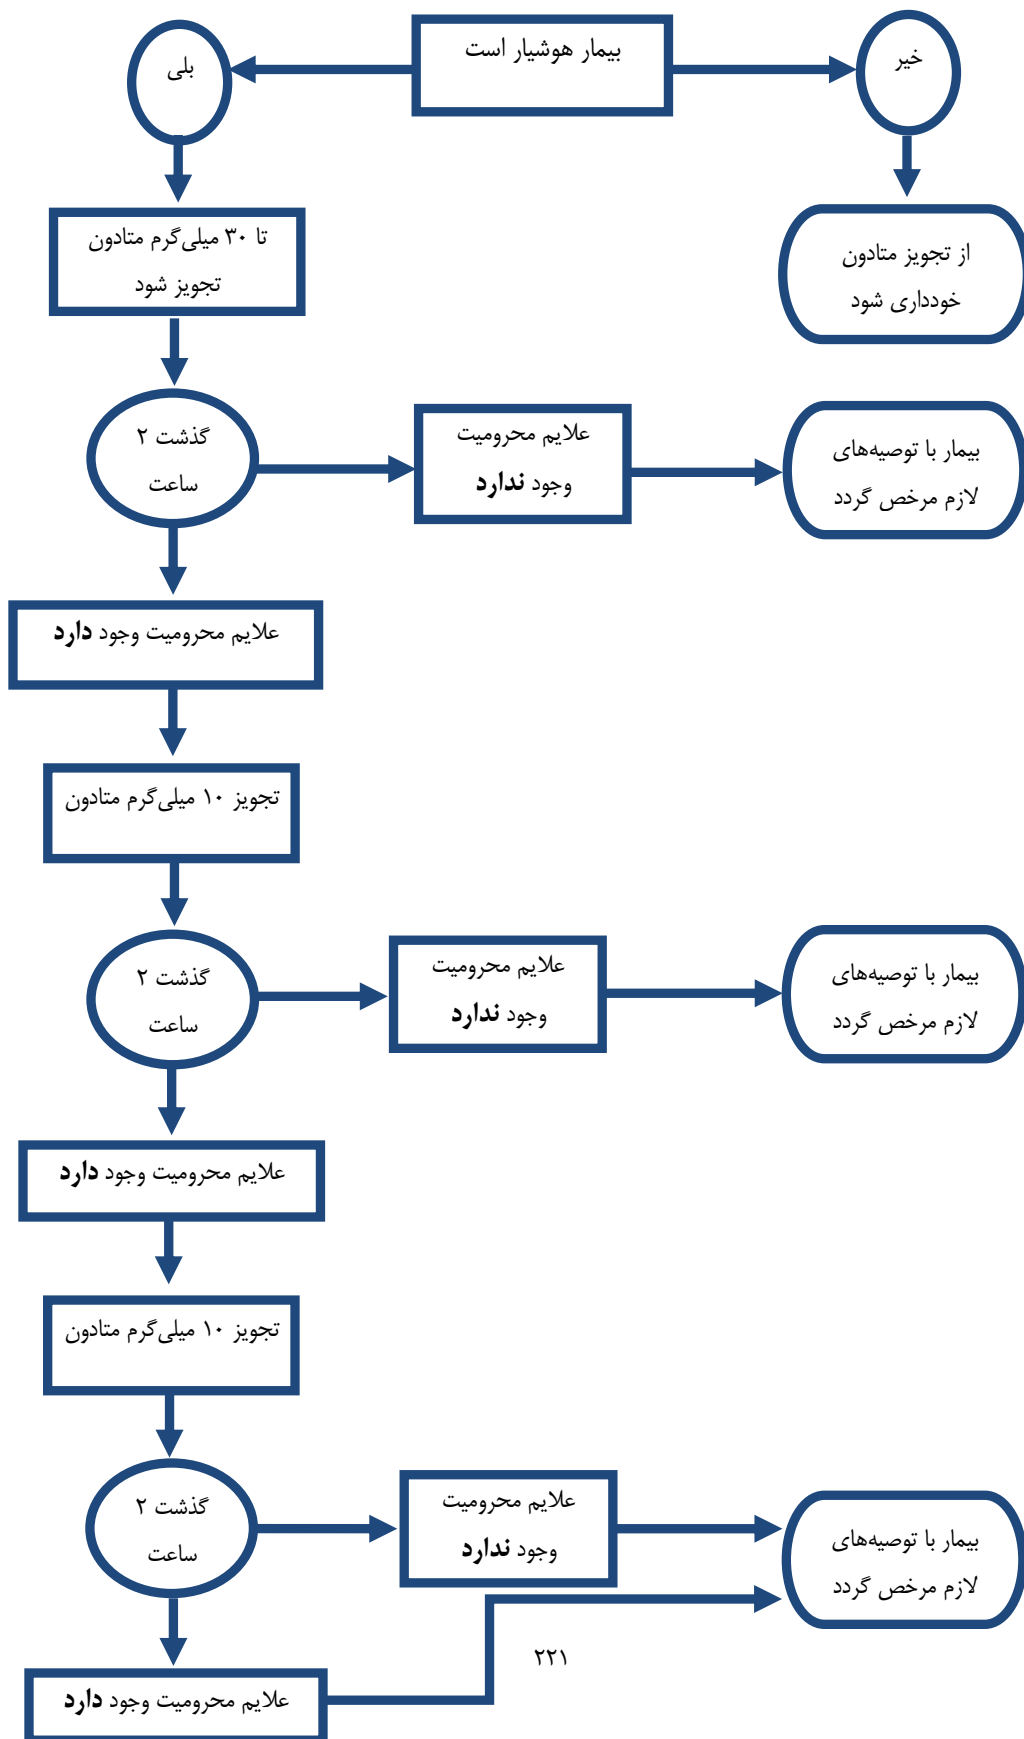 خیر
بیمار هوشیار است
بلی
از تجویز متادون
خودداری شود
تا ۳۰ میلی‌گرم متادون
تجویز شود
بیمار با توصیه‌های
لازم مرخص گردد
علایم محرومیت
وجود ندارد
گذشت ۲
ساعت
علایم محرومیت وجود دارد
تجویز ۱۰ میلی‌گرم متادون
بیمار با توصیه‌های
لازم مرخص گردد
علایم محرومیت
وجود ندارد
گذشت ۲
ساعت
علایم محرومیت وجود دارد
تجویز ۱۰ میلی‌گرم متادون
بیمار با توصیه‌های
لازم مرخص گردد
علایم محرومیت
وجود ندارد
گذشت ۲
ساعت
علایم محرومیت وجود دارد
۲۲۱